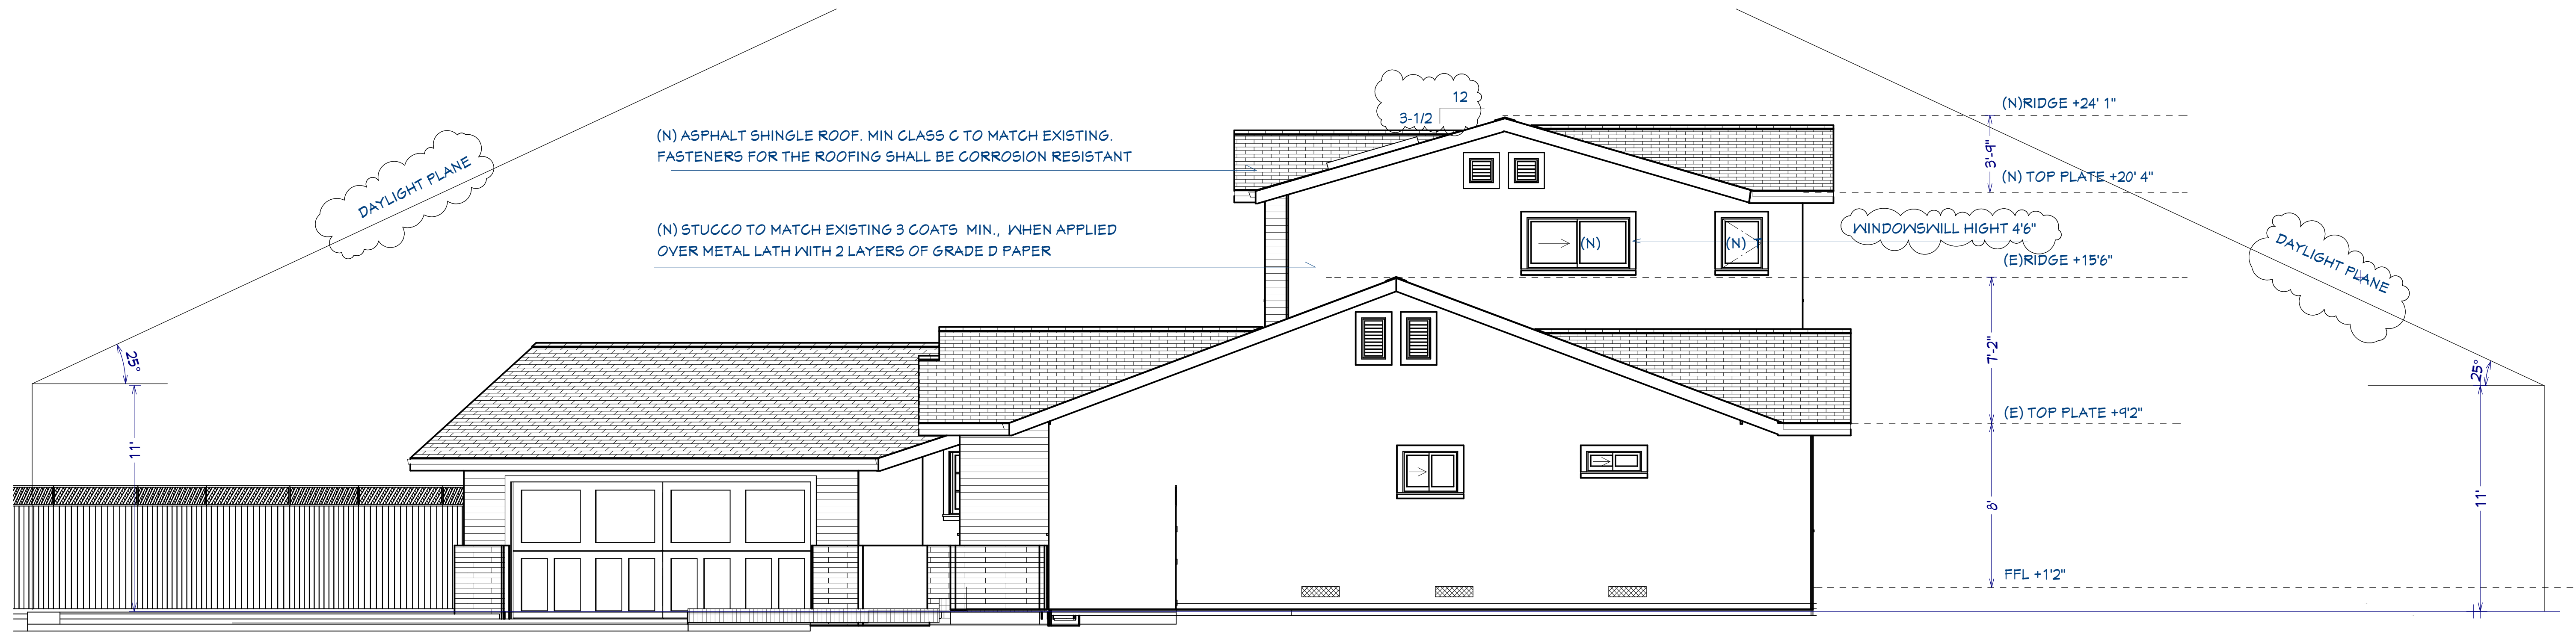 12
3-1/2
(N)RIDGE +24' 1"
3'-9"
(N) ASPHALT SHINGLE ROOF. MIN CLASS C TO MATCH EXISTING.
FASTENERS FOR THE ROOFING SHALL BE CORROSION RESISTANT
(N) TOP PLATE +20' 4"
DAYLIGHT PLANE
(N) STUCCO TO MATCH EXISTING 3 COATS MIN., WHEN APPLIED
OVER METAL LATH WITH 2 LAYERS OF GRADE D PAPER
(N)
(N)
WINDOWSWILL HIGHT 4'6"
(E)RIDGE +15'6"
DAYLIGHT PLANE
25°
7'-2"
25°
(E) TOP PLATE +9'2"
11'
8'
11'
FFL +1'2"